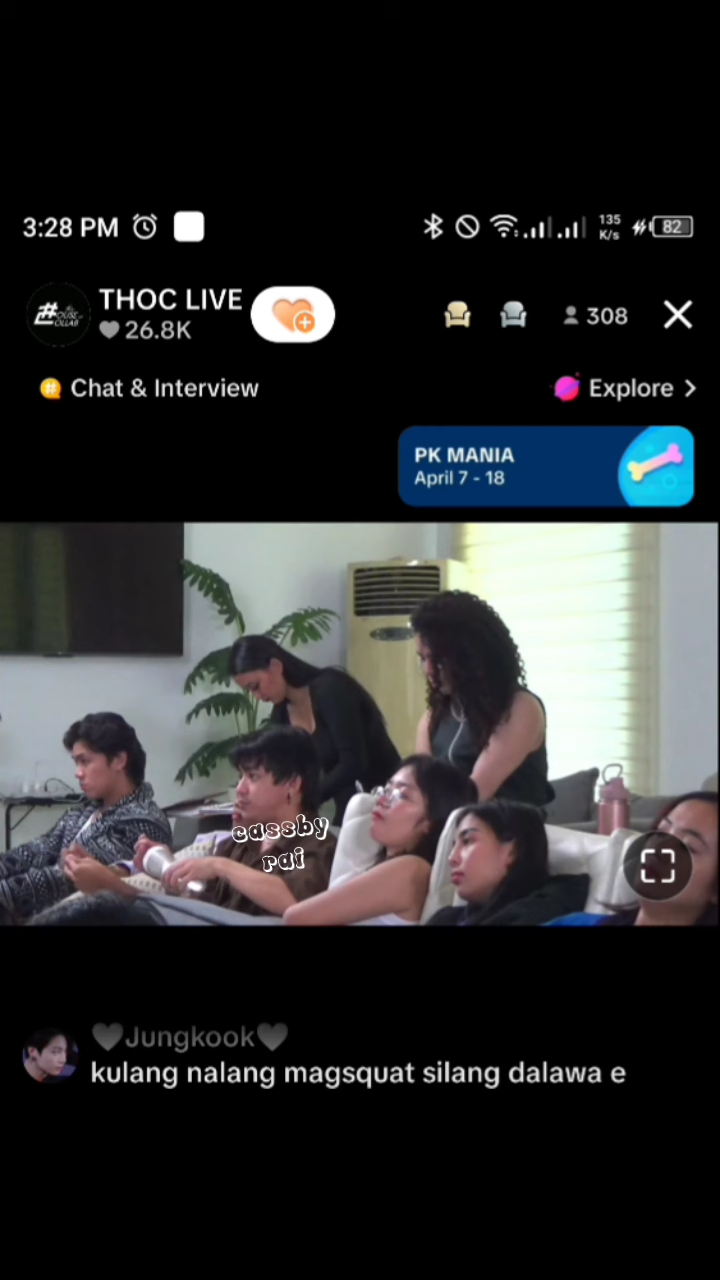 3:28 PM
135
K/s
82
THOC LIVE
26.8K
308
Chat & Interview
Explore >
PK MANIA
April 7 - 18
cassby
rai
🩶Jungkook🩶
kulang nalang magsquat silang dalawa e